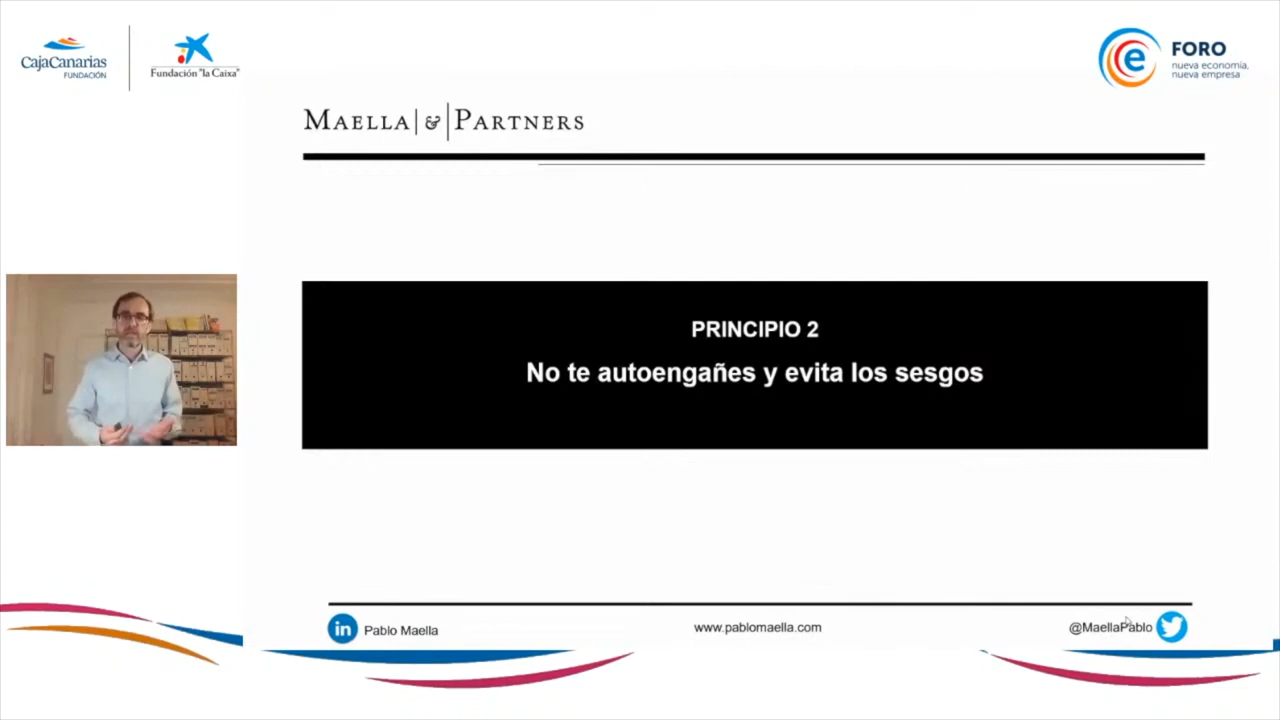 CajaCanarias
FUNDACIÓN
Fundación "la Caixa"
e
FORO
nueva economía,
nueva empresa
MAELLA & PARTNERS
PRINCIPIO 2
No te autoengañes y evita los sesgos
in
Pablo Maella
www.pablomaella.com
@MaellaPablo